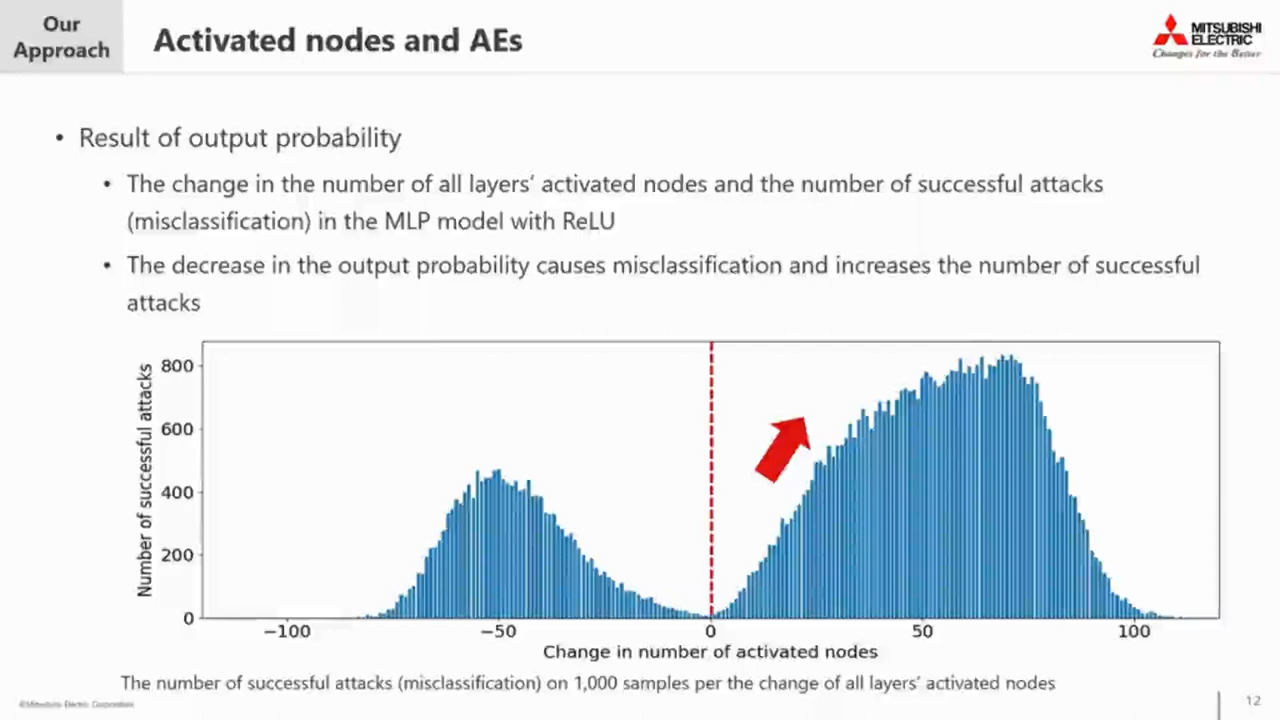 Our
Approach
Activated nodes and AEs
MITSUBISHI
ELECTRIC
Changes for the Better
• Result of output probability
• The change in the number of all layers' activated nodes and the number of successful attacks
(misclassification) in the MLP model with ReLU
• The decrease in the output probability causes misclassification and increases the number of successful
attacks
Number of successful attacks
800
600
400
200
0
−100
−50
0
50
100
Change in number of activated nodes
The number of successful attacks (misclassification) on 1,000 samples per the change of all layers' activated nodes
©Mitsubishi Electric Corporation
12